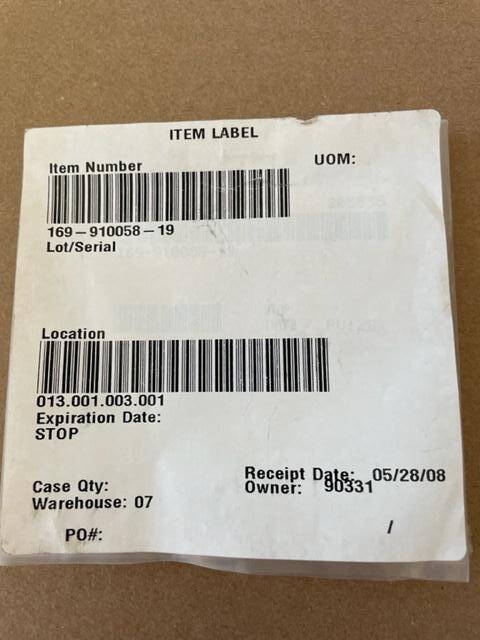 ITEM LABEL
Item Number
UOM:
169-910058-19
Lot/Serial
Location
013.001.003.001
Expiration Date:
STOP
Receipt Date: 05/28/08
Case Qty:
Owner: 90331
Warehouse: 07
PO#:
/